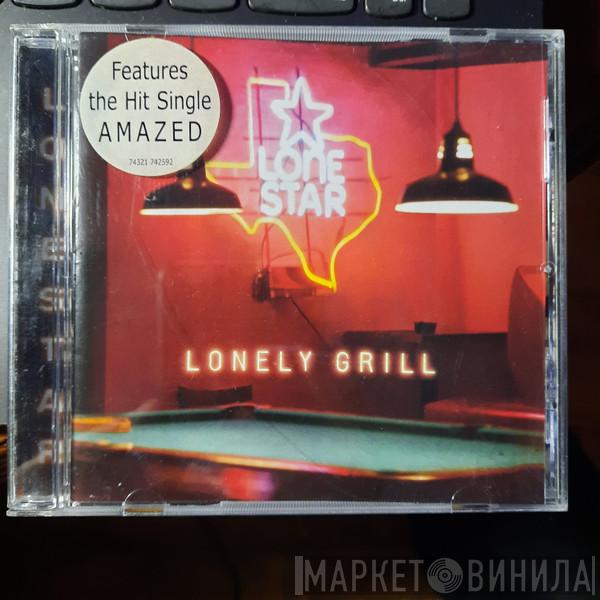 Features
the Hit Single
AMAZED
74321 742592
LONE
STAR
LONELY GRILL
LONESTAR
МАРКЕТ ВИНИЛА